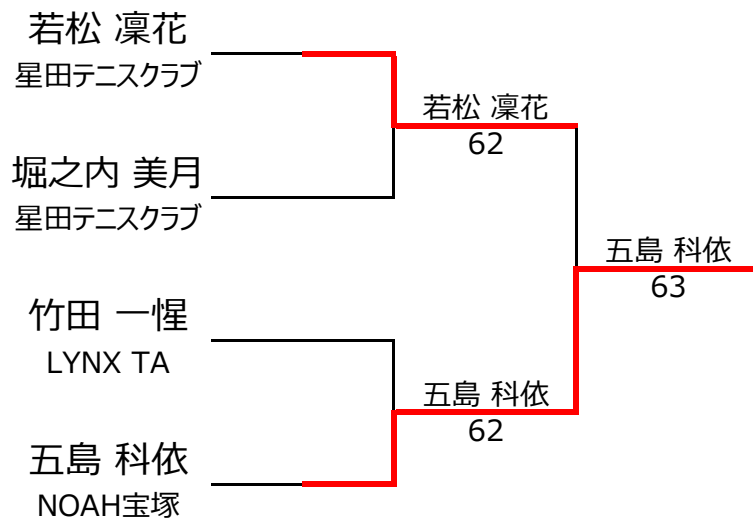 若松 凜花
星田テニスクラブ
堀之内 美月
星田テニスクラブ
竹田 一惺
LYNX TA
五島 科依
NOAH宝塚
若松 凜花
62
五島 科依
62
五島 科依
63